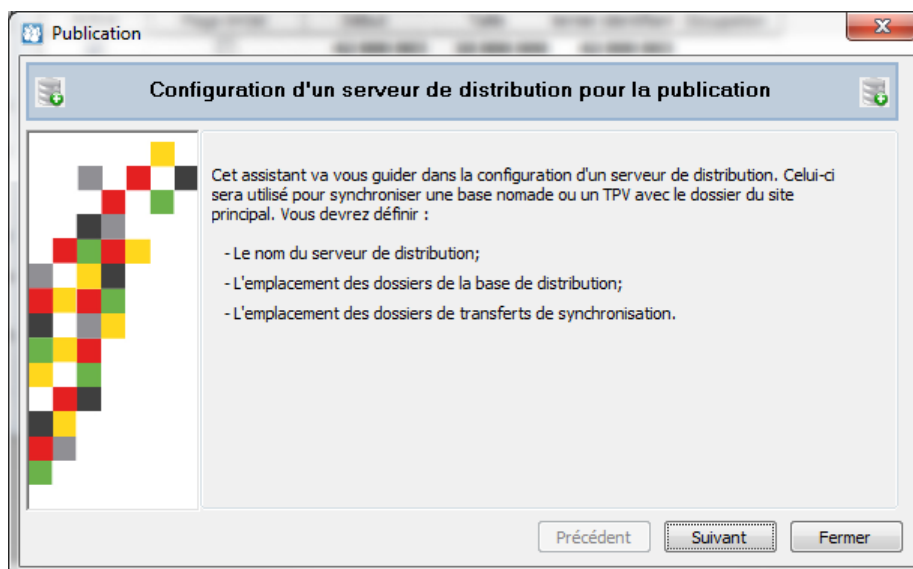 Publication
Configuration d'un serveur de distribution pour la publication
Cet assistant va vous guider dans la configuration d'un serveur de distribution. Celui-ci
sera utilisé pour synchroniser une base nomade ou un TPV avec le dossier du site
principal. Vous devrez définir :
- Le nom du serveur de distribution;
- L'emplacement des dossiers de la base de distribution;
- L'emplacement des dossiers de transferts de synchronisation.
Précédent Suivant Fermer